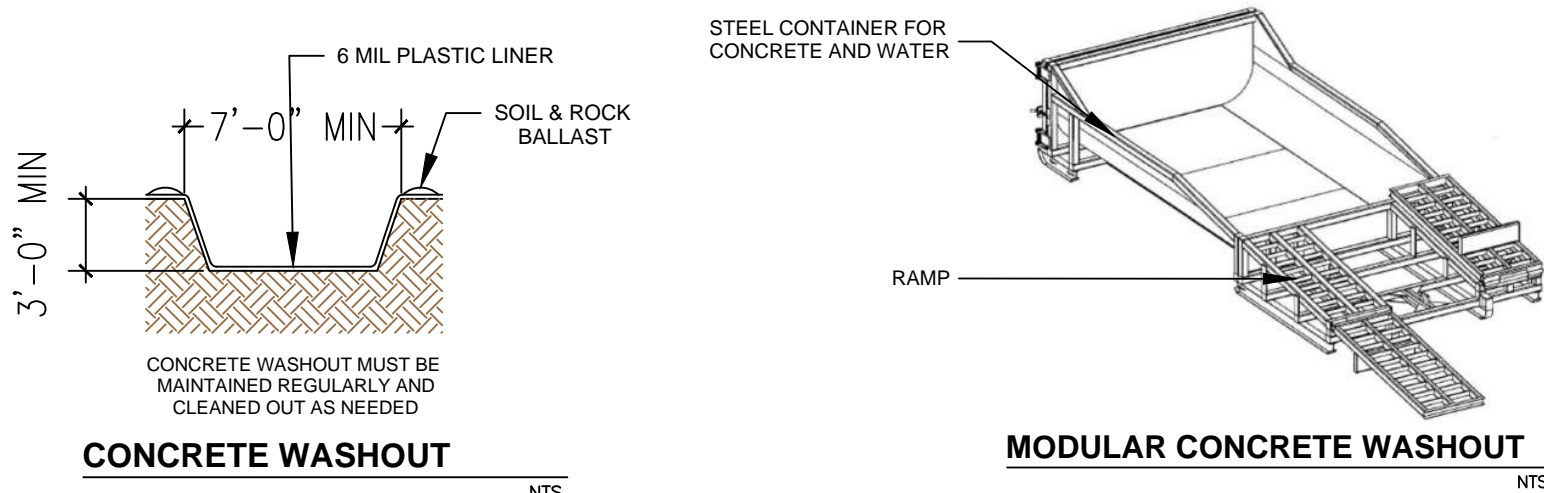 6 MIL PLASTIC LINER
7'-0" MIN
SOIL & ROCK
BALLAST
3'-0" MIN
CONCRETE WASHOUT MUST BE
MAINTAINED REGULARLY AND
CLEANED OUT AS NEEDED
CONCRETE WASHOUT
NTS
STEEL CONTAINER FOR
CONCRETE AND WATER
RAMP
MODULAR CONCRETE WASHOUT
NTS